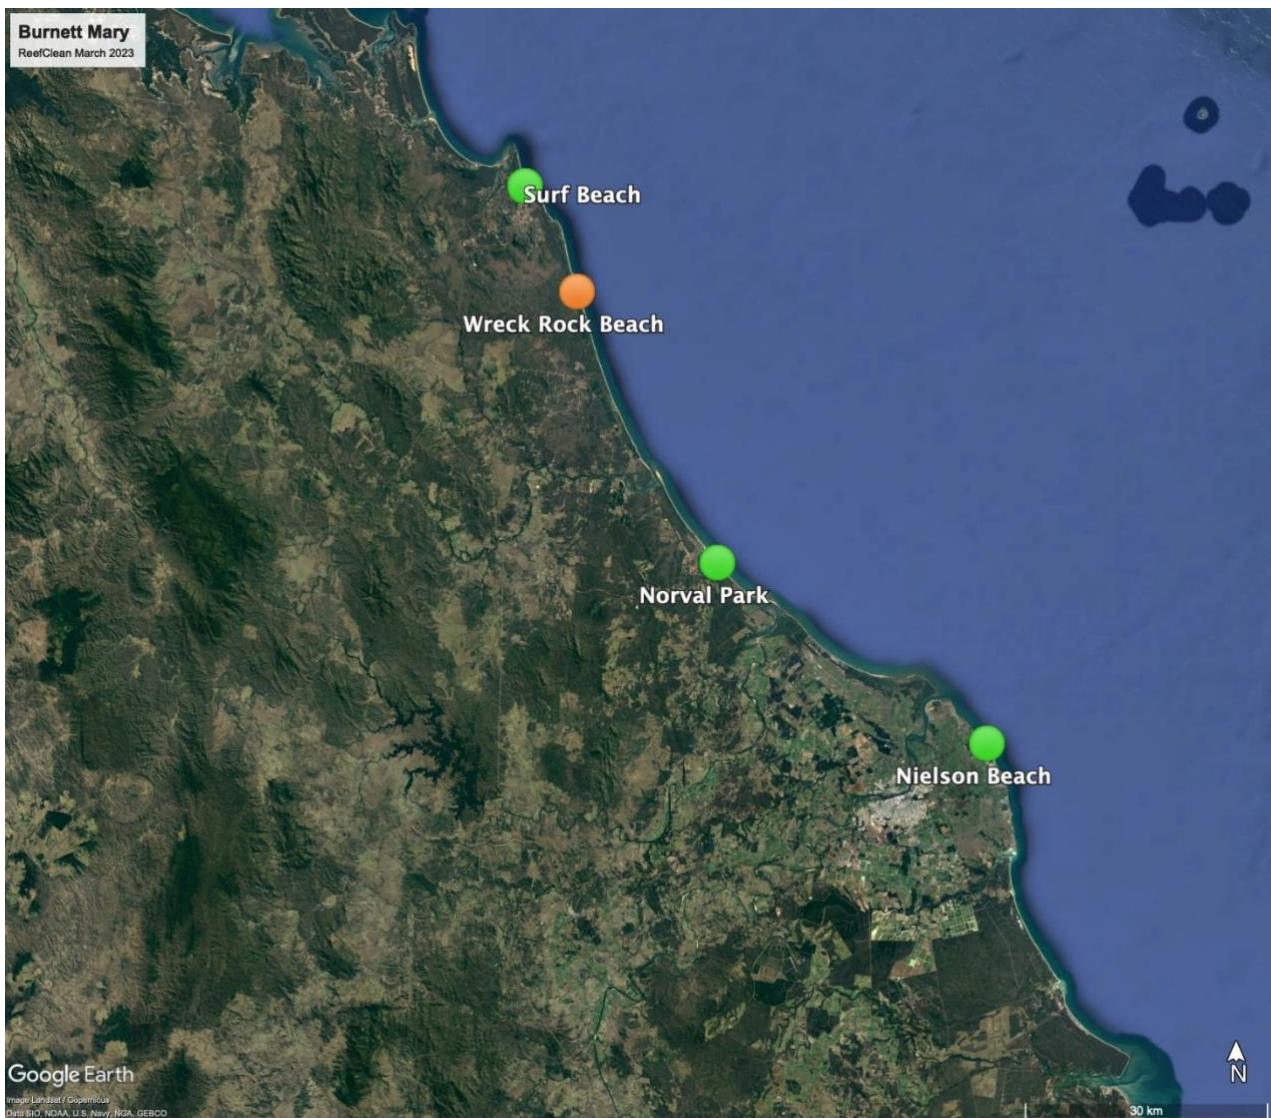 Burnett Mary
ReefClean March 2023
Surf Beach
Wreck Rock Beach
Norval Park
Nielson Beach
Google Earth
Image Landsat / Copernicus
Data SIO, NOAA, U.S. Navy, NGA, GEBCO
N
30 km